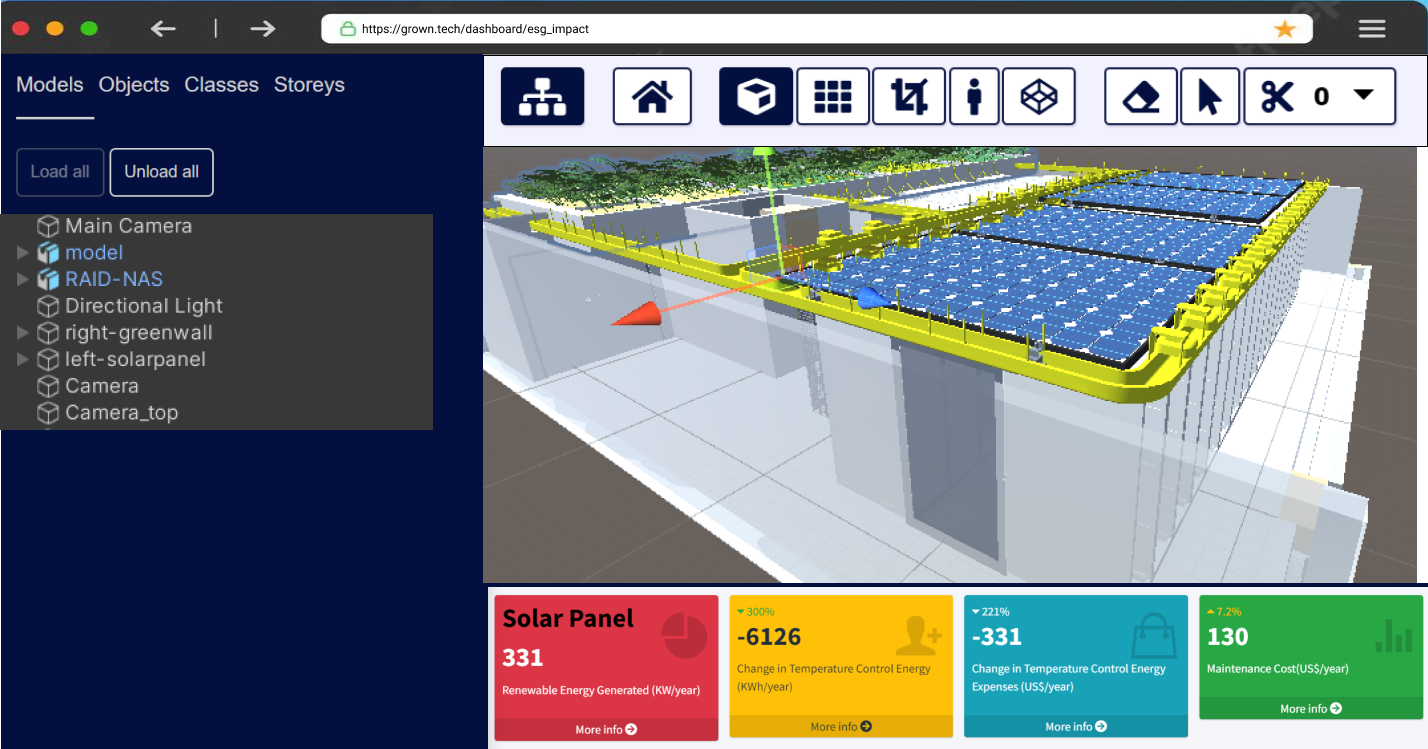 https://grown.tech/dashboard/esg_impact
Models Objects Classes Storeys
Load all Unload all
Main Camera
model
RAID-NAS
Directional Light
right-greenwall
left-solarpanel
Camera
Camera_top
0
Solar Panel
331
Renewable Energy Generated (KW/year)
More info
300%
-6126
Change in Temperature Control Energy
(KWh/year)
More info
221%
-331
Change in Temperature Control Energy
Expenses (US$/year)
More info
7.2%
130
Maintenance Cost(US$/year)
More info